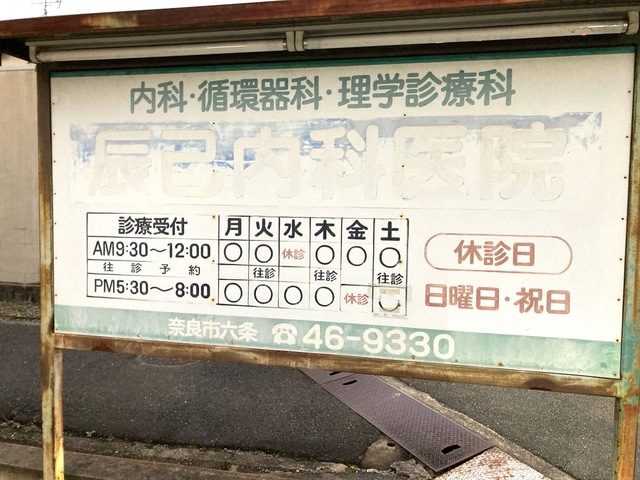 内科・循環器科・理学診療科
辰己内科医院
診療受付 月 火 水 木 金 土
AM9:30〜12:00 ○ ○ 休診 ○ ○ ○
往診予約 往診 往診 往診
PM5:30〜8:00 ○ ○ ○ ○ 休診
休診日
日曜日・祝日
奈良市六条 ☎46-9330